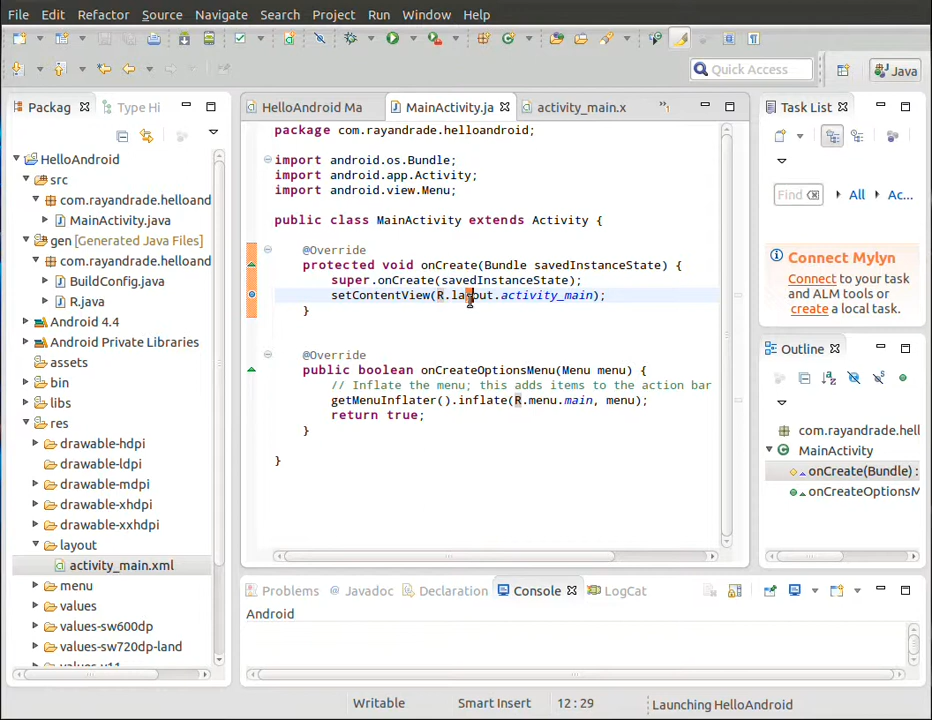 File Edit Refactor Source Navigate Search Project Run Window Help
Quick Access
Java
Packag
Type Hi
HelloAndroid
src
com.rayandrade.helloand
MainActivity.java
gen [Generated Java Files]
com.rayandrade.helloand
BuildConfig.java
R.java
Android 4.4
Android Private Libraries
assets
bin
libs
res
drawable-hdpi
drawable-ldpi
drawable-mdpi
drawable-xhdpi
drawable-xxhdpi
layout
activity_main.xml
menu
values
values-sw600dp
values-sw720dp-land
HelloAndroid Ma
MainActivity.ja
activity_main.x
package com.rayandrade.helloandroid;
import android.os.Bundle;
import android.app.Activity;
import android.view.Menu;
public class MainActivity extends Activity {
@Override
protected void onCreate(Bundle savedInstanceState) {
super.onCreate(savedInstanceState);
setContentView(R.layout.activity_main);
}
@Override
public boolean onCreateOptionsMenu(Menu menu) {
// Inflate the menu; this adds items to the action bar
getMenuInflater().inflate(R.menu.main, menu);
return true;
}
}
Task List
Find
All
Ac...
Connect Mylyn
Connect to your task
and ALM tools or
create a local task.
Outline
com.rayandrade.hell
MainActivity
onCreate(Bundle) :
onCreateOptionsM
Problems
@ Javadoc
Declaration
Console
LogCat
Android
Writable
Smart Insert
12 : 29
Launching HelloAndroid